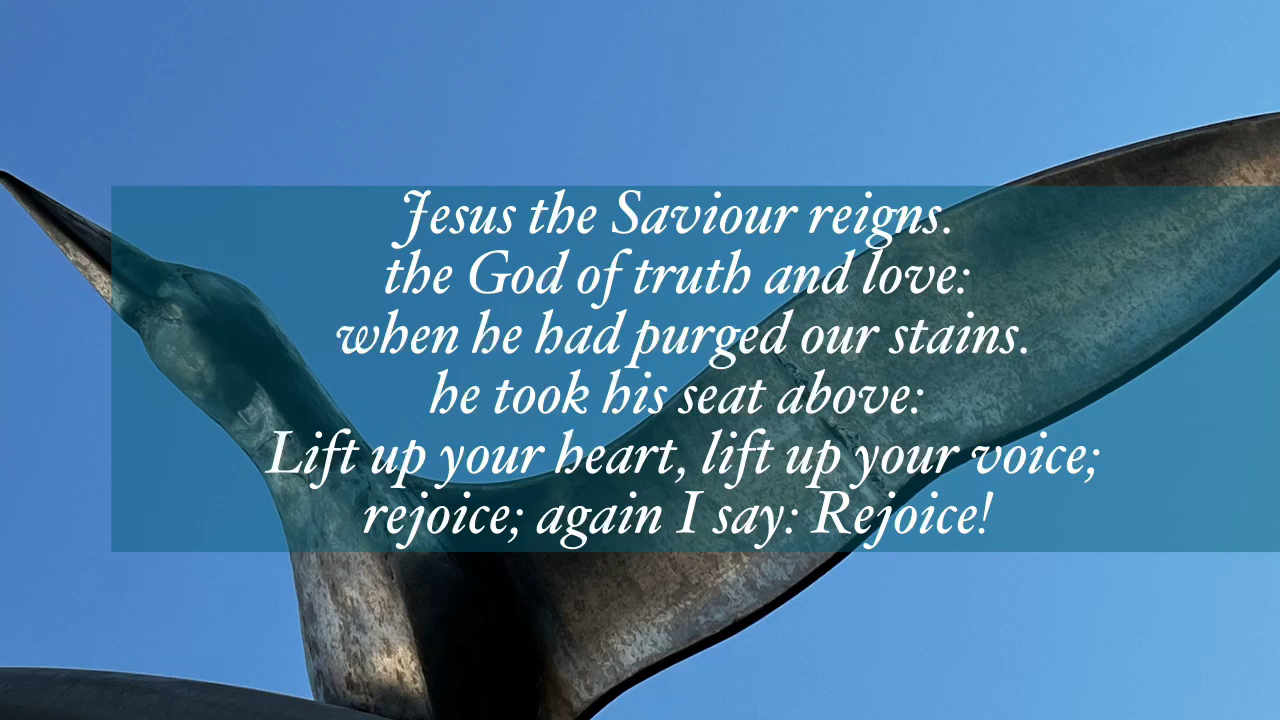 Jesus the Saviour reigns.
the God of truth and love:
when he had purged our stains.
he took his seat above:
Lift up your heart, lift up your voice;
rejoice; again I say: Rejoice!